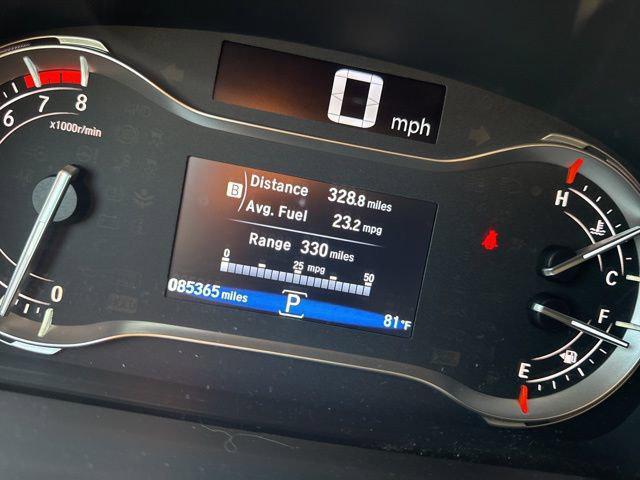 0 mph
6 7 8
x1000r/min
0
B Distance 328.8 miles
Avg. Fuel 23.2 mpg
Range 330 miles
0 25 50
mpg
085365 miles P 81°F
H
C
F
E